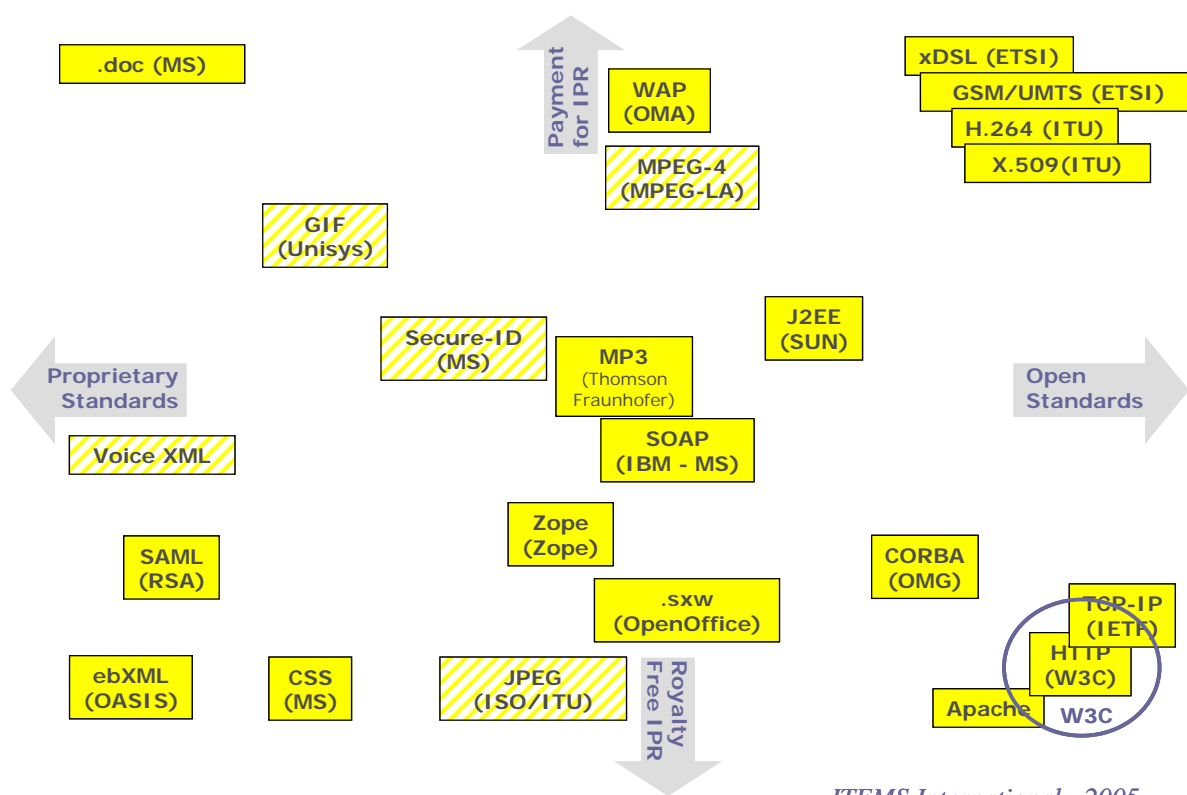 .doc (MS)
Payment
for IPR
WAP
(OMA)
xDSL (ETSI)
GSM/UMTS (ETSI)
H.264 (ITU)
X.509(ITU)
MPEG-4
(MPEG-LA)
GIF
(Unisys)
Secure-ID
(MS)
MP3
(Thomson
Fraunhofer)
J2EE
(SUN)
Proprietary
Standards
Open
Standards
Voice XML
SOAP
(IBM - MS)
Zope
(Zope)
SAML
(RSA)
CORBA
(OMG)
.sxw
(OpenOffice)
TCP-IP
(IETF)
HTTP
(W3C)
ebXML
(OASIS)
CSS
(MS)
JPEG
(ISO/ITU)
Royalty
Free IPR
Apache
W3C
ITEMS International - 2005